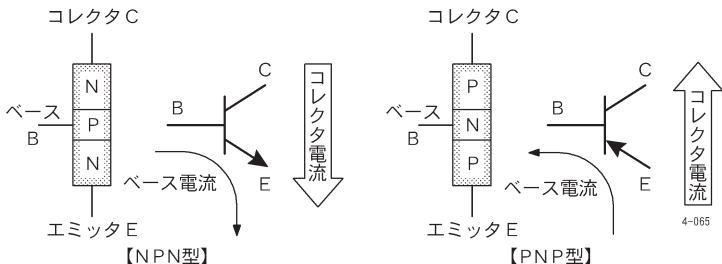 コレクタC
N
P
N
ベース
B
エミッタE
B
C
E
ベース電流
コレクタ電流
【NPN型】
コレクタC
P
N
P
ベース
B
エミッタE
B
C
E
ベース電流
コレクタ電流
4-065
【PNP型】